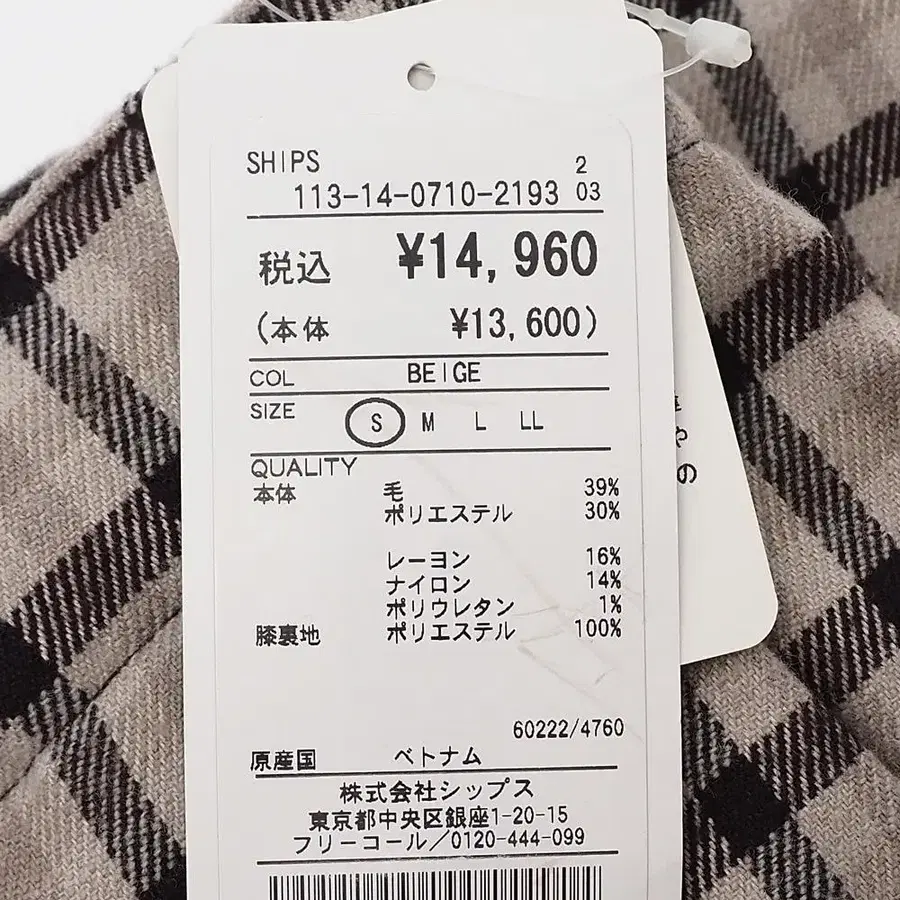 SHIPS
2
113-14-0710-2193 03
税込 ¥14,960
(本体 ¥13,600)
COL BEIGE
SIZE S M L LL
QUALITY
本体 毛 39%
ポリエステル 30%
レーヨン 16%
ナイロン 14%
ポリウレタン 1%
膝裏地 ポリエステル 100%
60222/4760
原産国 ベトナム
株式会社シップス
東京都中央区銀座1-20-15
フリーコール/0120-444-099
や
の